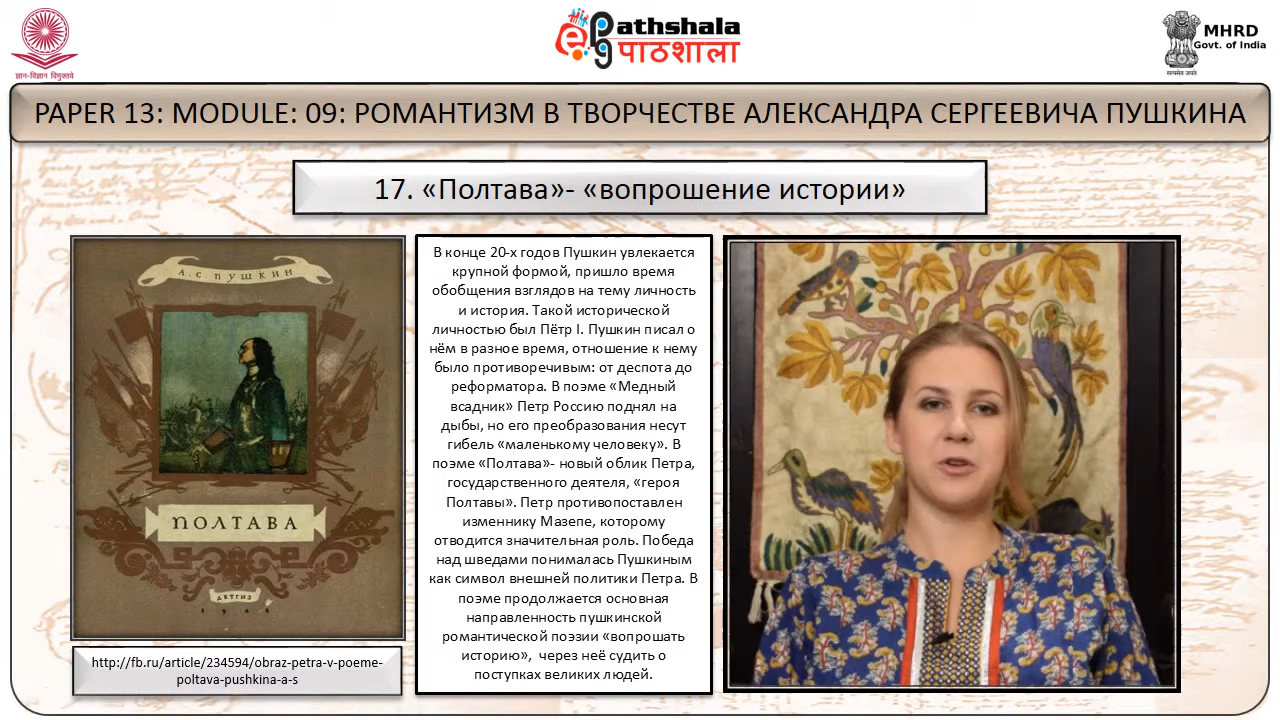 ज्ञान-विज्ञान विमुक्तये
ePathshala
पाठशाला
सत्यमेव जयते
MHRD
Govt. of India
PAPER 13: MODULE: 09: РОМАНТИЗМ В ТВОРЧЕСТВЕ АЛЕКСАНДРА СЕРГЕЕВИЧА ПУШКИНА
17. «Полтава»- «вопрошение истории»
А.С. ПУШКИН
ПОЛТАВА
ДЕТГИЗ
http://fb.ru/article/234594/obraz-petra-v-poeme-
poltava-pushkina-a-s
В конце 20-х годов Пушкин увлекается
крупной формой, пришло время
обобщения взглядов на тему личность
и история. Такой исторической
личностью был Пётр I. Пушкин писал о
нём в разное время, отношение к нему
было противоречивым: от деспота до
реформатора. В поэме «Медный
всадник» Петр Россию поднял на
дыбы, но его преобразования несут
гибель «маленькому человеку». В
поэме «Полтава»- новый облик Петра,
государственного деятеля, «героя
Полтавы». Петр противопоставлен
изменнику Мазепе, которому
отводится значительная роль. Победа
над шведами понималась Пушкиным
как символ внешней политики Петра. В
поэме продолжается основная
направленность пушкинской
романтической поэзии «вопрошать
историю»,  через неё судить о
поступках великих людей.